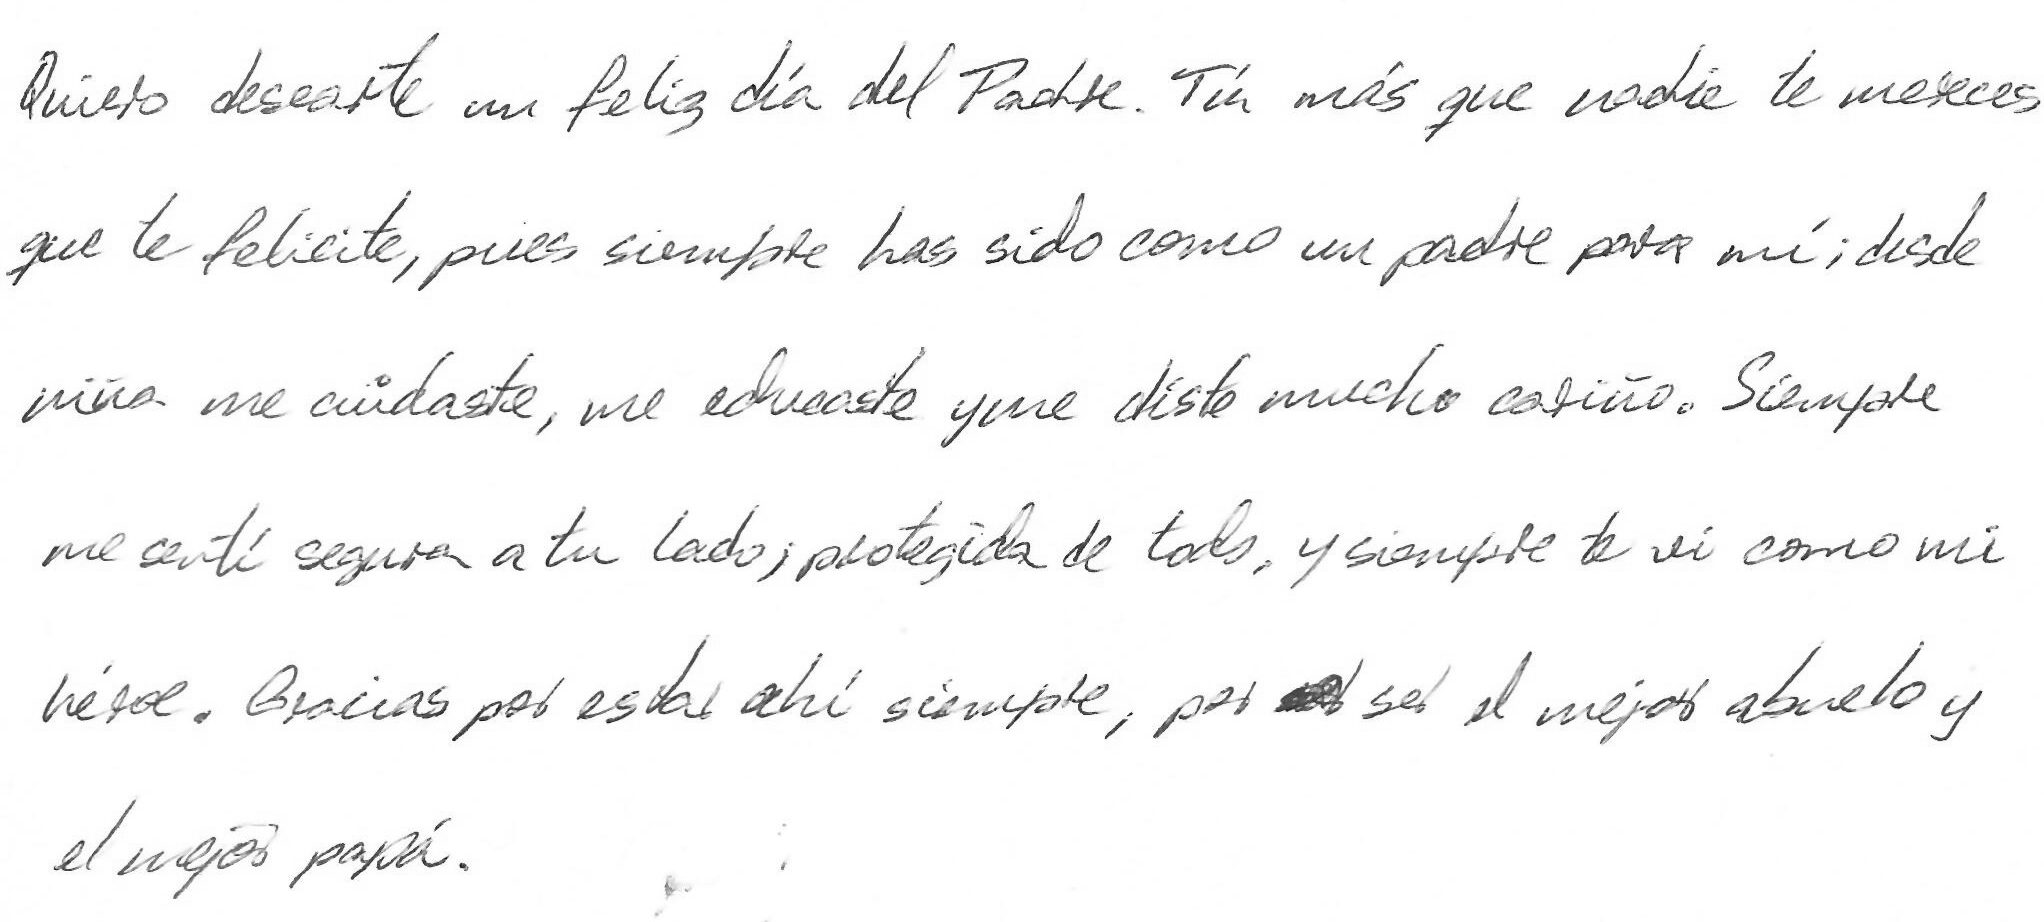 Quiero desearte un feliz día del Padre. Tú más que nadie te mereces
que te felicite, pues siempre has sido como un padre para mí; desde
niña me cuidaste, me educaste y me diste mucho cariño. Siempre
me sentí segura a tu lado; protegida de todo, y siempre te vi como mi
héroe. Gracias por estar ahí siempre, por ser el mejor abuelo y
el mejor papá.